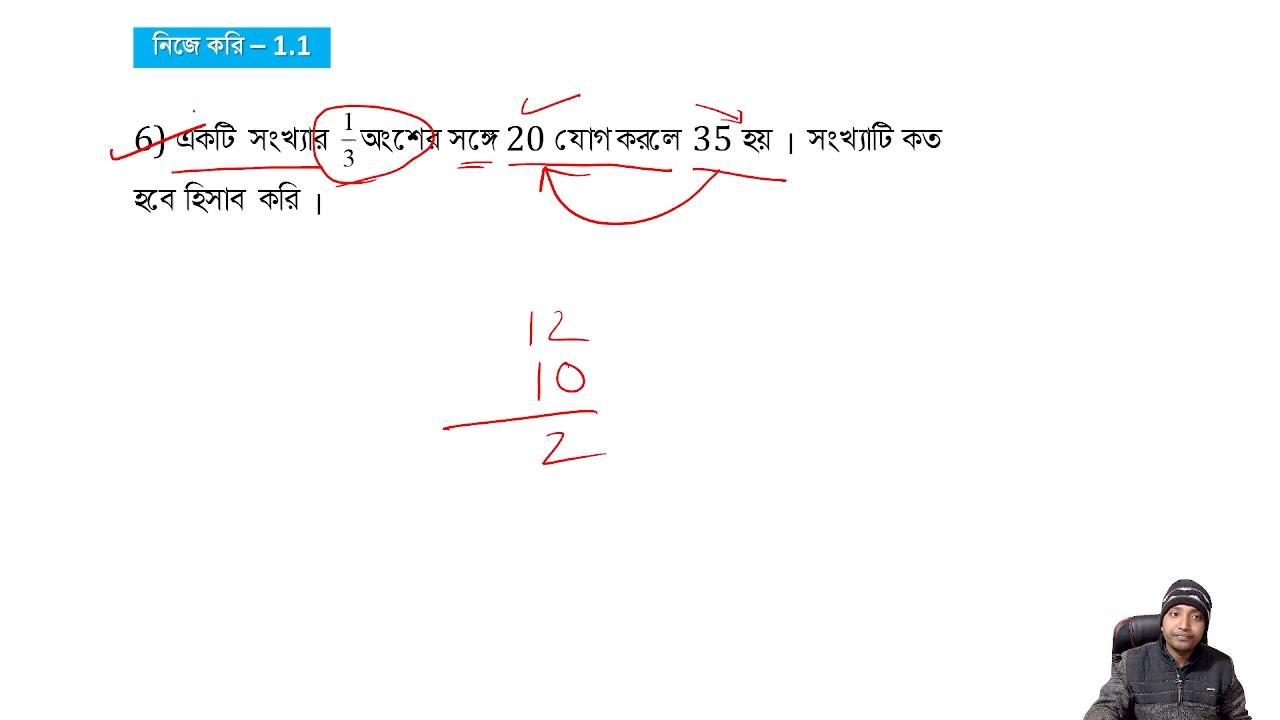 নিজে করি – 1.1
6) একটি সংখ্যার 1/3 অংশের সঙ্গে 20 যোগ করলে 35 হয় । সংখ্যাটি কত
হবে হিসাব করি ।
12
10
2